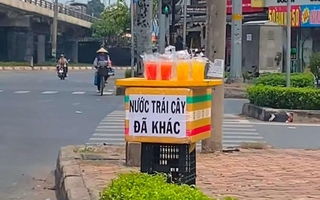 NƯỚC TRÁI CÂY
ĐÃ KHÁC